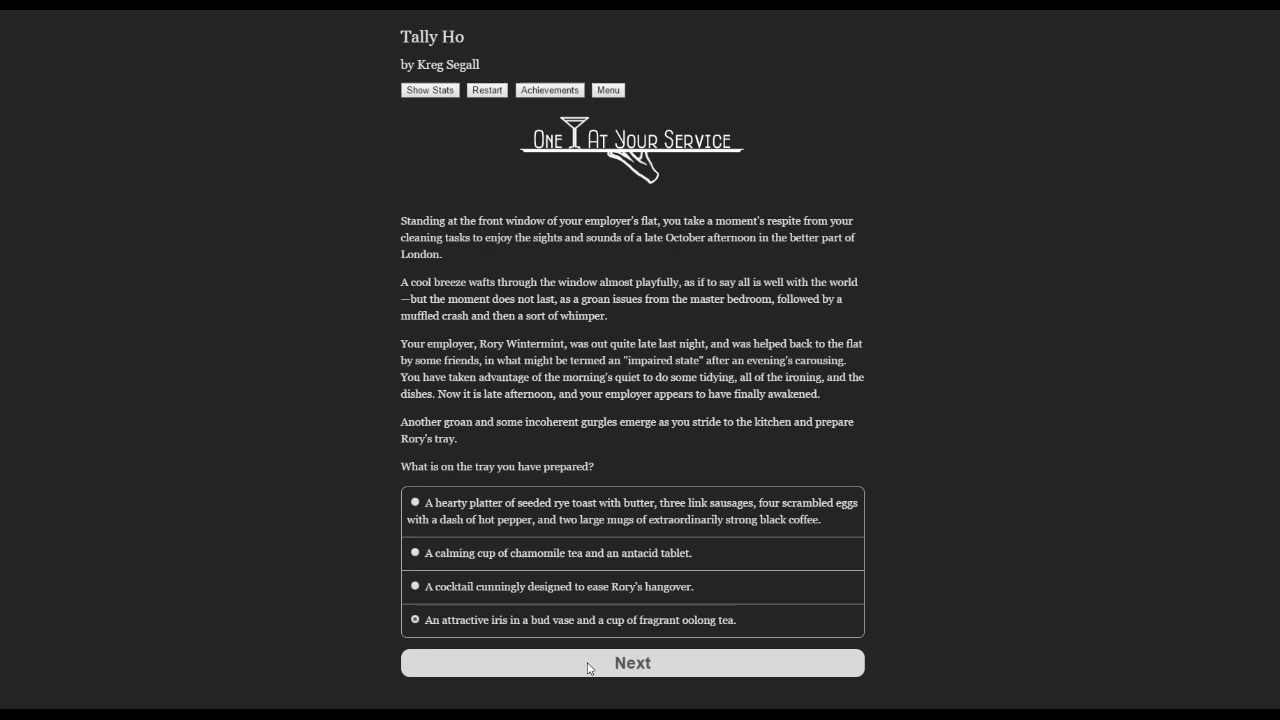 Tally Ho
by Kreg Segall
Show Stats Restart Achievements Menu
One At Your Service
Standing at the front window of your employer's flat, you take a moment's respite from your
cleaning tasks to enjoy the sights and sounds of a late October afternoon in the better part of
London.
A cool breeze wafts through the window almost playfully, as if to say all is well with the world
—but the moment does not last, as a groan issues from the master bedroom, followed by a
muffled crash and then a sort of whimper.
Your employer, Rory Wintermint, was out quite late last night, and was helped back to the flat
by some friends, in what might be termed an "impaired state" after an evening's carousing.
You have taken advantage of the morning's quiet to do some tidying, all of the ironing, and the
dishes. Now it is late afternoon, and your employer appears to have finally awakened.
Another groan and some incoherent gurgles emerge as you stride to the kitchen and prepare
Rory's tray.
What is on the tray you have prepared?
A hearty platter of seeded rye toast with butter, three link sausages, four scrambled eggs
with a dash of hot pepper, and two large mugs of extraordinarily strong black coffee.
A calming cup of chamomile tea and an antacid tablet.
A cocktail cunningly designed to ease Rory's hangover.
An attractive iris in a bud vase and a cup of fragrant oolong tea.
Next